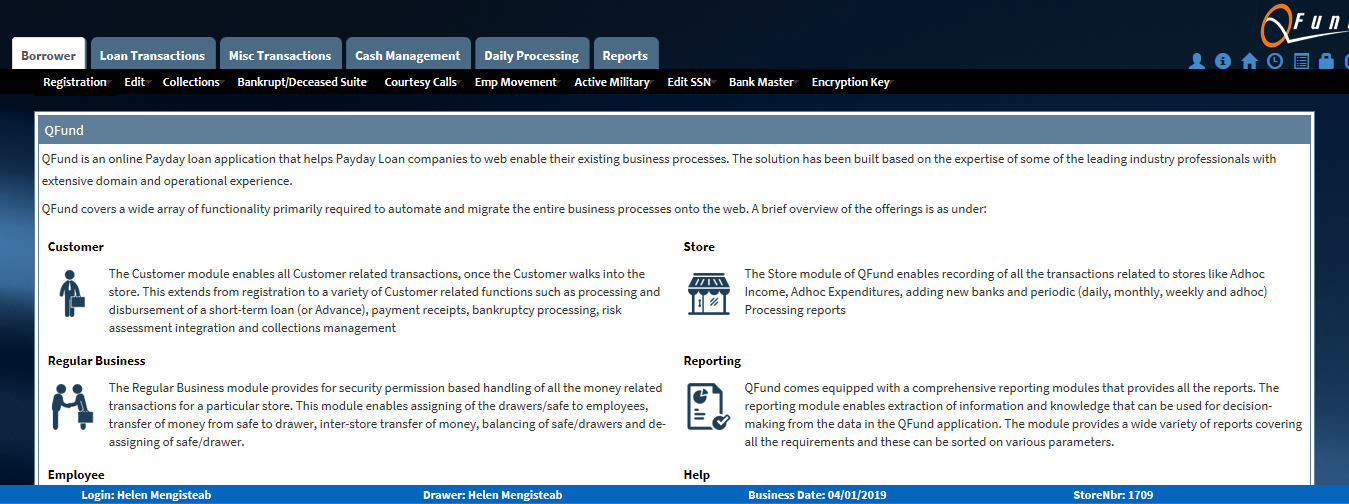 QFun
Borrower Loan Transactions Misc Transactions Cash Management Daily Processing Reports
Registration Edit Collections Bankrupt/Deceased Suite Courtesy Calls Emp Movement Active Military Edit SSN Bank Master Encryption Key
QFund
QFund is an online Payday loan application that helps Payday Loan companies to web enable their existing business processes. The solution has been built based on the expertise of some of the leading industry professionals with
extensive domain and operational experience.
QFund covers a wide array of functionality primarily required to automate and migrate the entire business processes onto the web. A brief overview of the offerings is as under:
Customer
The Customer module enables all Customer related transactions, once the Customer walks into the
store. This extends from registration to a variety of Customer related functions such as processing and
disbursement of a short-term loan (or Advance), payment receipts, bankruptcy processing, risk
assessment integration and collections management
Store
The Store module of QFund enables recording of all the transactions related to stores like Adhoc
Income, Adhoc Expenditures, adding new banks and periodic (daily, monthly, weekly and adhoc)
Processing reports
Regular Business
The Regular Business module provides for security permission based handling of all the money related
transactions for a particular store. This module enables assigning of the drawers/safe to employees,
transfer of money from safe to drawer, inter-store transfer of money, balancing of safe/drawers and de-
assigning of safe/drawer.
Reporting
QFund comes equipped with a comprehensive reporting modules that provides all the reports. The
reporting module enables extraction of information and knowledge that can be used for decision-
making from the data in the QFund application. The module provides a wide variety of reports covering
all the requirements and these can be sorted on various parameters.
Employee
Help
Login: Helen Mengisteab Drawer: Helen Mengisteab Business Date: 04/01/2019 StoreNbr: 1709